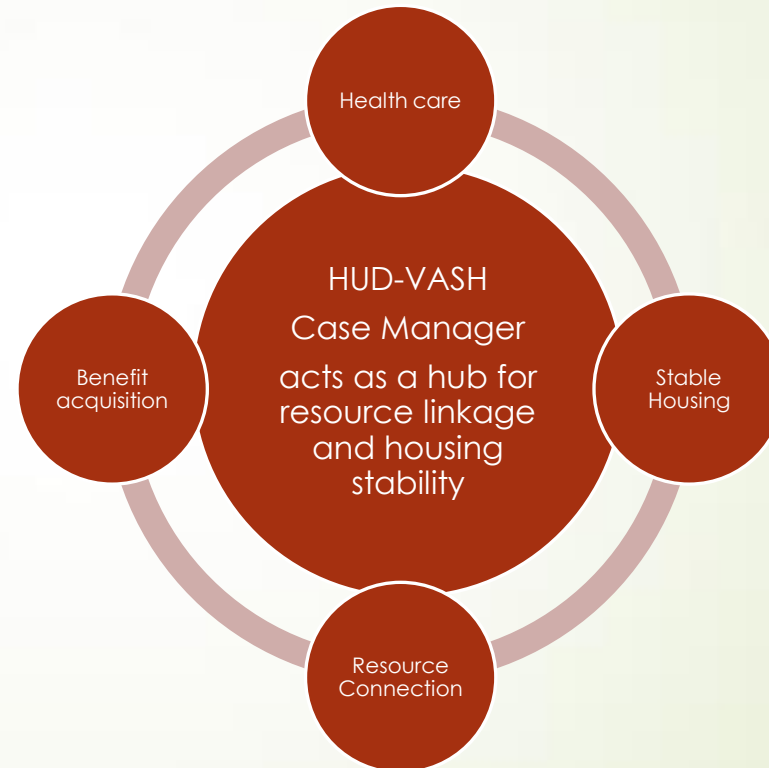 Health care
HUD-VASH
Case Manager
acts as a hub for
resource linkage
and housing
stability
Benefit
acquisition
Stable
Housing
Resource
Connection